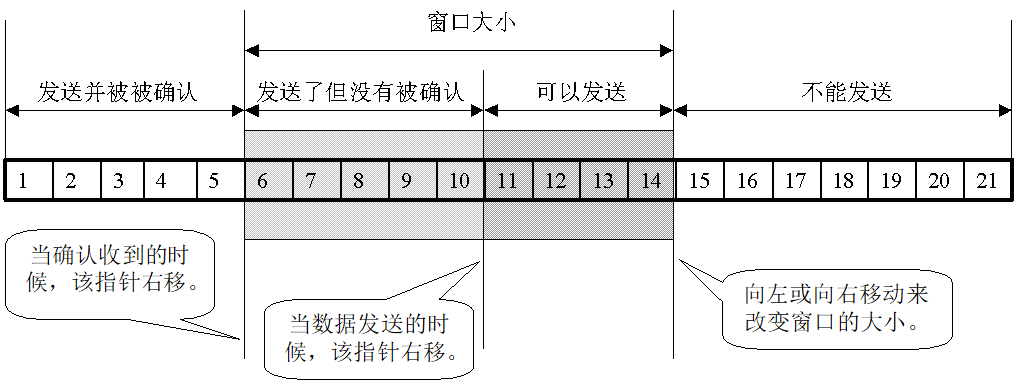 窗口大小
发送并被被确认
发送了但没有被确认
可以发送
不能发送
1 2 3 4 5 6 7 8 9 10 11 12 13 14 15 16 17 18 19 20 21
当确认收到的时
候，该指针右移。
当数据发送的时
候，该指针右移。
向左或向右移动来
改变窗口的大小。